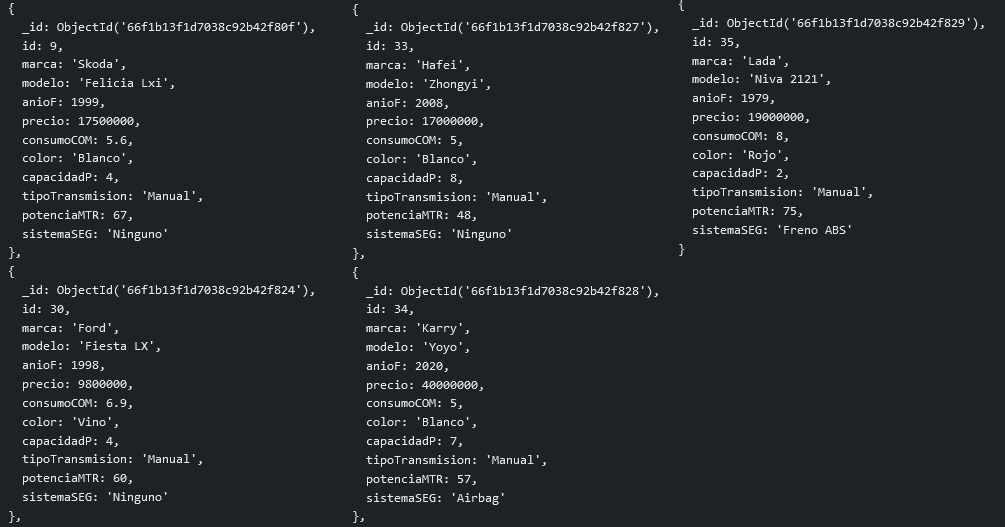 {
  _id: ObjectId('66f1b13f1d7038c92b42f80f'),
  id: 9,
  marca: 'Skoda',
  modelo: 'Felicia Lxi',
  anioF: 1999,
  precio: 17500000,
  consumoCOM: 5.6,
  color: 'Blanco',
  capacidadP: 4,
  tipoTransmision: 'Manual',
  potenciaMTR: 67,
  sistemaSEG: 'Ninguno'
},
{
  _id: ObjectId('66f1b13f1d7038c92b42f824'),
  id: 30,
  marca: 'Ford',
  modelo: 'Fiesta LX',
  anioF: 1998,
  precio: 9800000,
  consumoCOM: 6.9,
  color: 'Vino',
  capacidadP: 4,
  tipoTransmision: 'Manual',
  potenciaMTR: 60,
  sistemaSEG: 'Ninguno'
},
{
  _id: ObjectId('66f1b13f1d7038c92b42f827'),
  id: 33,
  marca: 'Hafei',
  modelo: 'Zhongyi',
  anioF: 2008,
  precio: 17000000,
  consumoCOM: 5,
  color: 'Blanco',
  capacidadP: 8,
  tipoTransmision: 'Manual',
  potenciaMTR: 48,
  sistemaSEG: 'Ninguno'
},
{
  _id: ObjectId('66f1b13f1d7038c92b42f828'),
  id: 34,
  marca: 'Karry',
  modelo: 'Yoyo',
  anioF: 2020,
  precio: 40000000,
  consumoCOM: 5,
  color: 'Blanco',
  capacidadP: 7,
  tipoTransmision: 'Manual',
  potenciaMTR: 57,
  sistemaSEG: 'Airbag'
},
{
  _id: ObjectId('66f1b13f1d7038c92b42f829'),
  id: 35,
  marca: 'Lada',
  modelo: 'Niva 2121',
  anioF: 1979,
  precio: 19000000,
  consumoCOM: 8,
  color: 'Rojo',
  capacidadP: 2,
  tipoTransmision: 'Manual',
  potenciaMTR: 75,
  sistemaSEG: 'Freno ABS'
}